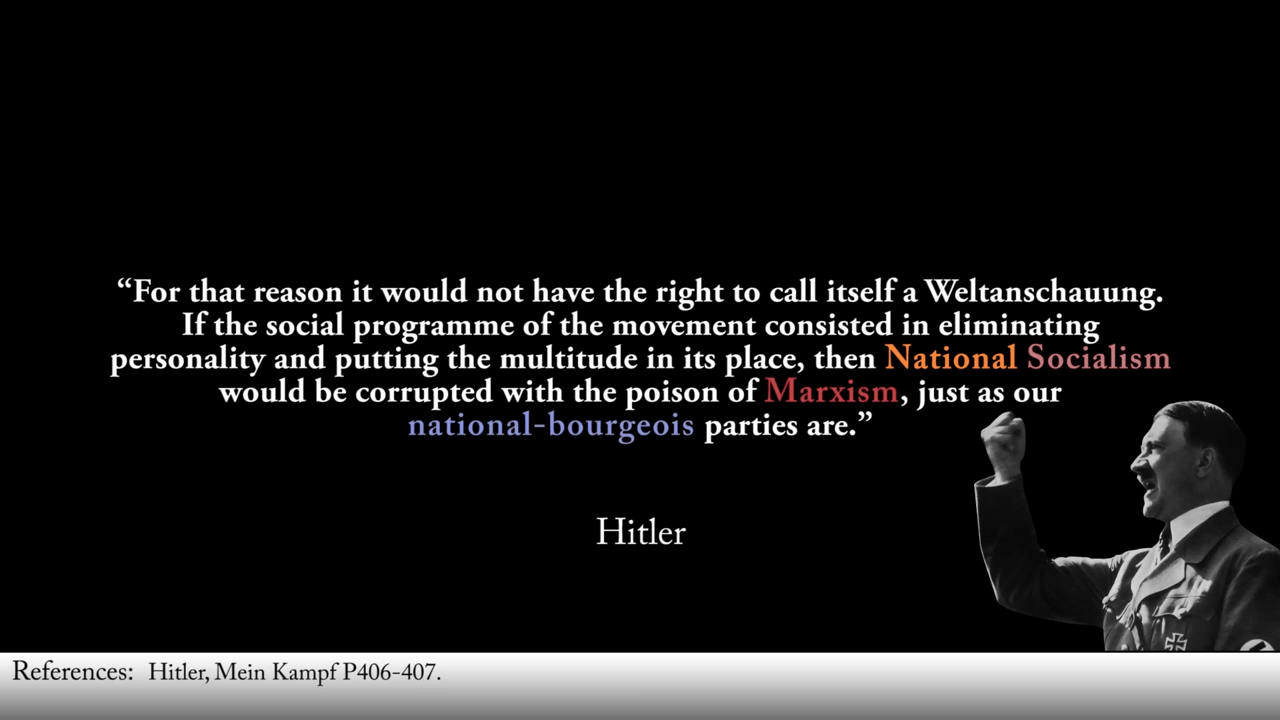 “For that reason it would not have the right to call itself a Weltanschauung.
If the social programme of the movement consisted in eliminating
personality and putting the multitude in its place, then National Socialism
would be corrupted with the poison of Marxism, just as our
national-bourgeois parties are.”
Hitler
References: Hitler, Mein Kampf P406-407.